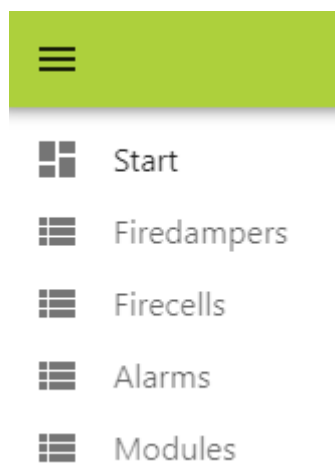 Start
Firedampers
Firecells
Alarms
Modules